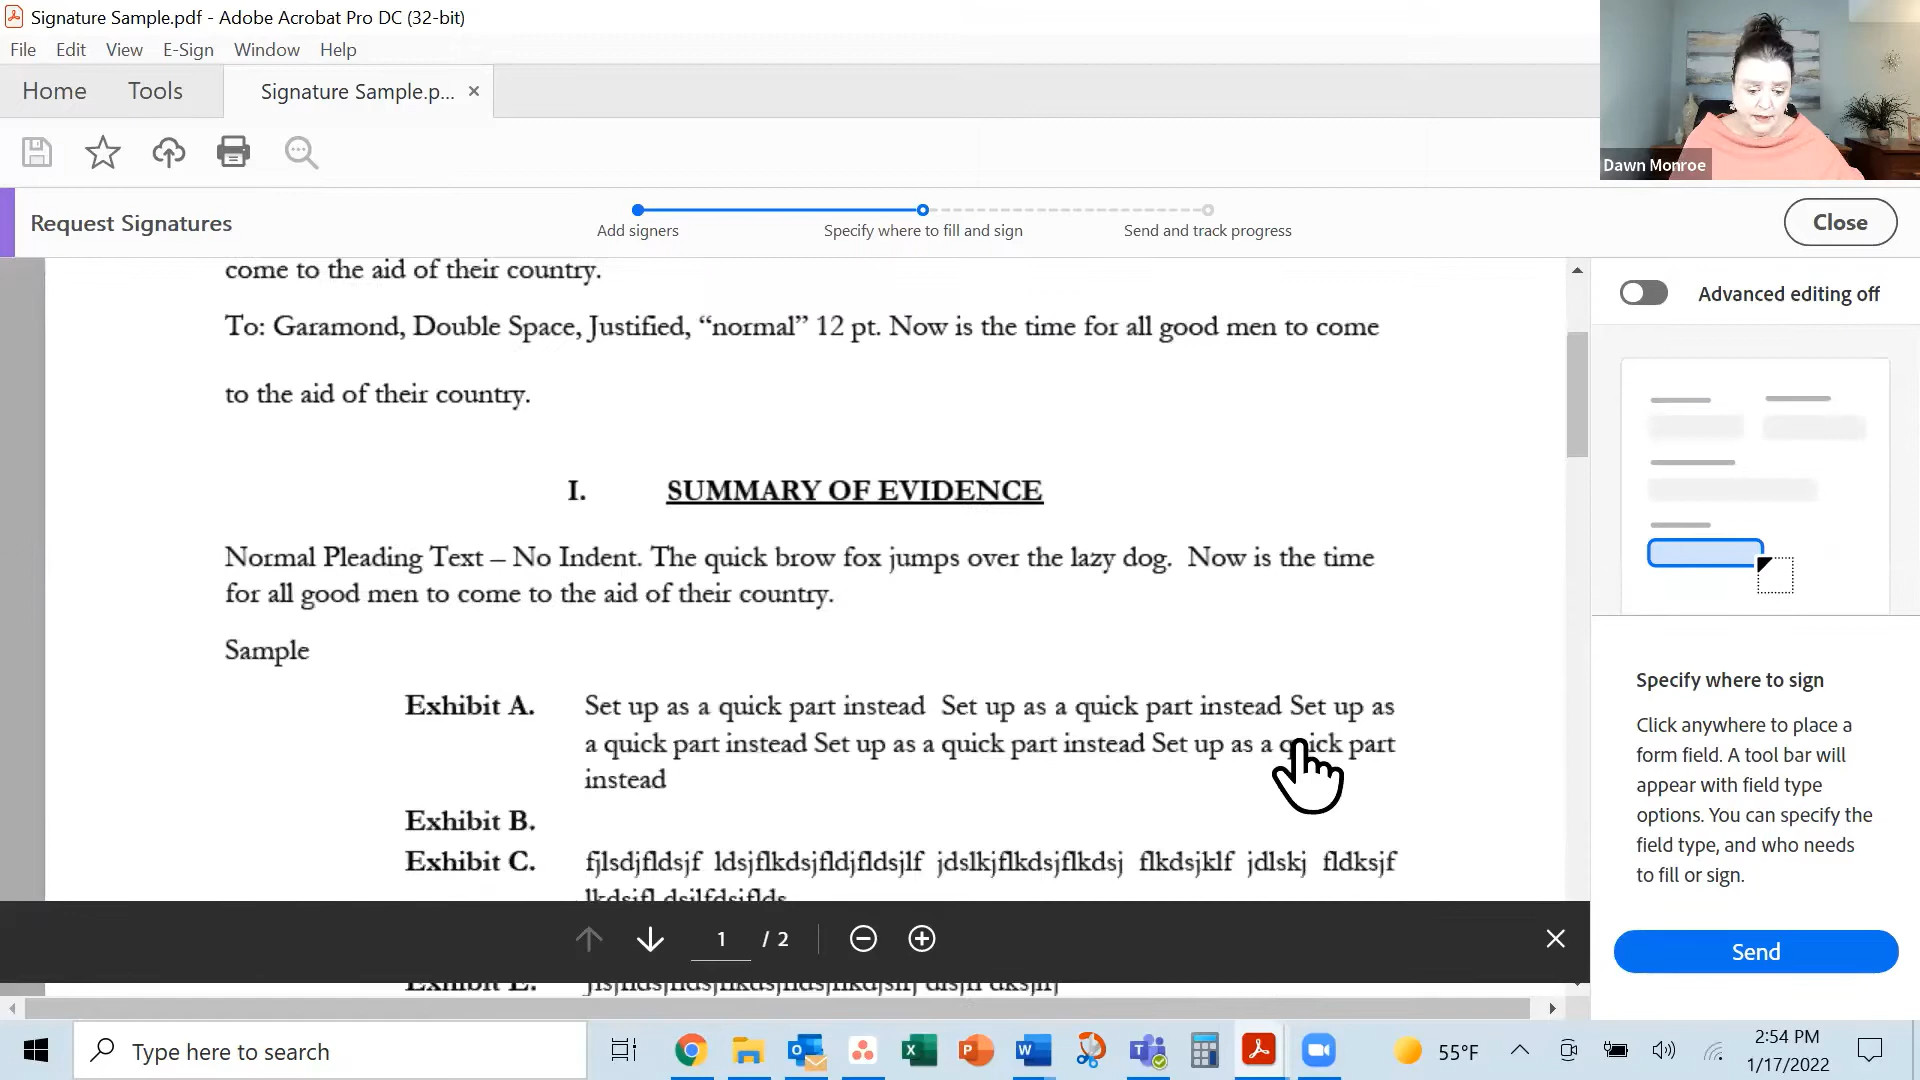 Signature Sample.pdf - Adobe Acrobat Pro DC (32-bit)
File Edit View E-Sign Window Help
Home Tools Signature Sample.p... ×
Dawn Monroe
Request Signatures
Add signers
Specify where to fill and sign
Send and track progress
Close
come to the aid of their country.
To: Garamond, Double Space, Justified, “normal” 12 pt. Now is the time for all good men to come
to the aid of their country.
I. SUMMARY OF EVIDENCE
Normal Pleading Text – No Indent. The quick brow fox jumps over the lazy dog.  Now is the time
for all good men to come to the aid of their country.
Sample
Exhibit A. Set up as a quick part instead  Set up as a quick part instead Set up as
a quick part instead Set up as a quick part instead Set up as a quick part
instead
Exhibit B.
Exhibit C. fjlsdjfldsjf ldsjflkdsjfldjfldsjlf jdslkjflkdsjflkdsj flkdsjklf jdlskj fldksjf
Exhibit E.
1 / 2
Advanced editing off
Specify where to sign
Click anywhere to place a
form field. A tool bar will
appear with field type
options. You can specify the
field type, and who needs
to fill or sign.
Send
Type here to search
55°F
2:54 PM
1/17/2022